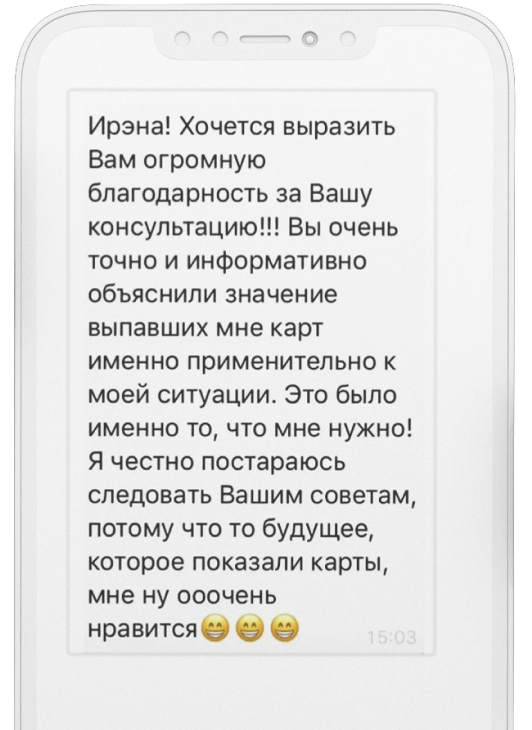 Ирэна! Хочется выразить
Вам огромную
благодарность за Вашу
консультацию!!! Вы очень
точно и информативно
объяснили значение
выпавших мне карт
именно применительно к
моей ситуации. Это было
именно то, что мне нужно!
Я честно постараюсь
следовать Вашим советам,
потому что то будущее,
которое показали карты,
мне ну ооочень
нравится😁😁😁
15:03